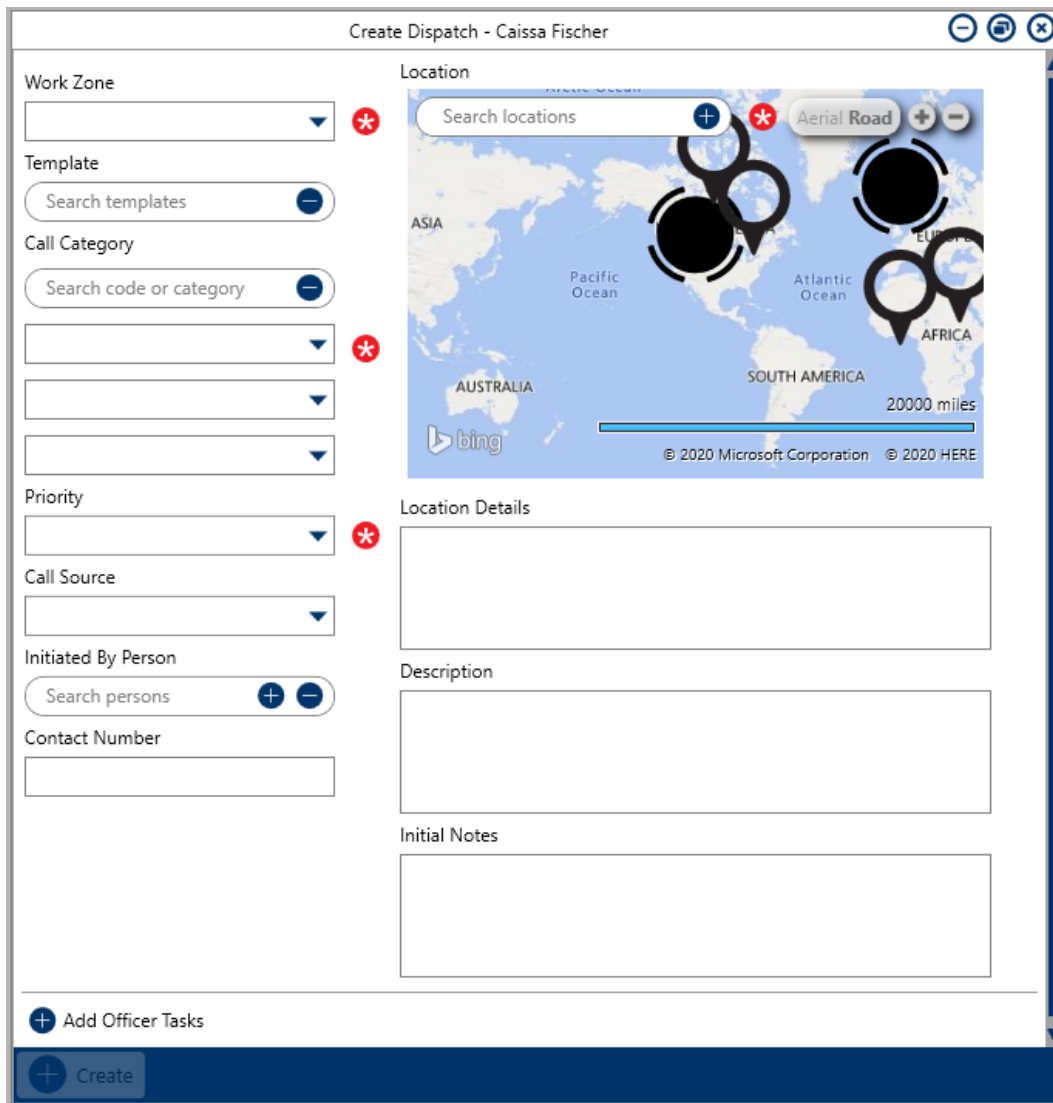 Create Dispatch - Caissa Fischer
Work Zone
Template
Search templates
Call Category
Search code or category
Priority
Call Source
Initiated By Person
Search persons
Contact Number
Location
Search locations
Aerial Road
ASIA
Pacific
Ocean
Atlantic
Ocean
AFRICA
AUSTRALIA
SOUTH AMERICA
20000 miles
bing
© 2020 Microsoft Corporation © 2020 HERE
Location Details
Description
Initial Notes
Add Officer Tasks
Create